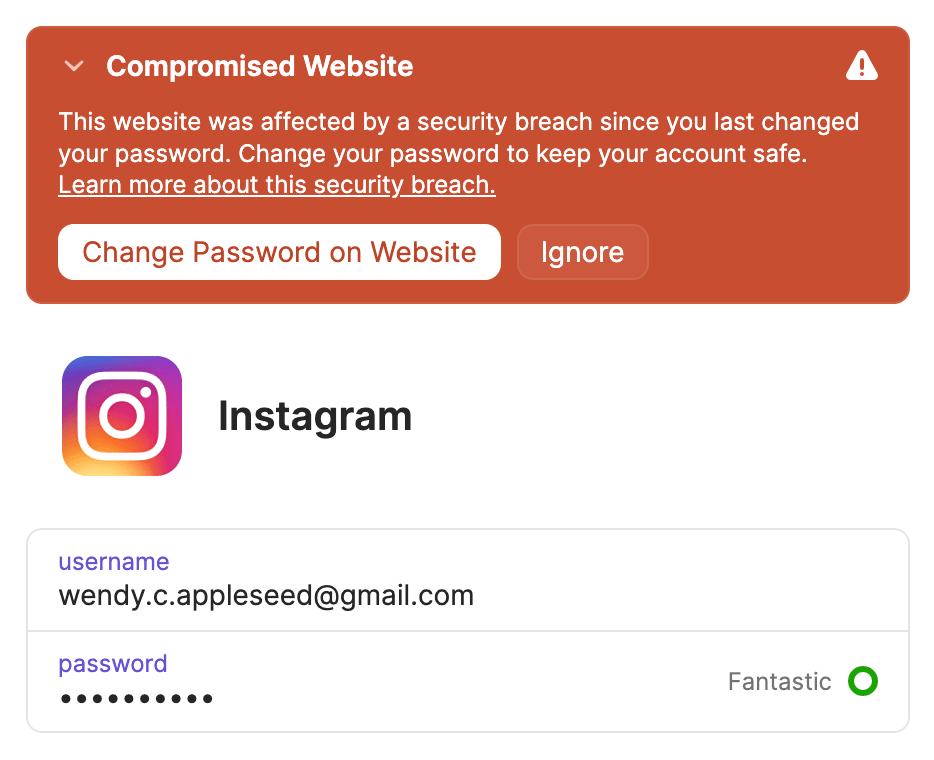 Compromised Website
This website was affected by a security breach since you last changed
your password. Change your password to keep your account safe.
Learn more about this security breach.
Change Password on Website
Ignore
Instagram
username
wendy.c.appleseed@gmail.com
password
••••••••••
Fantastic